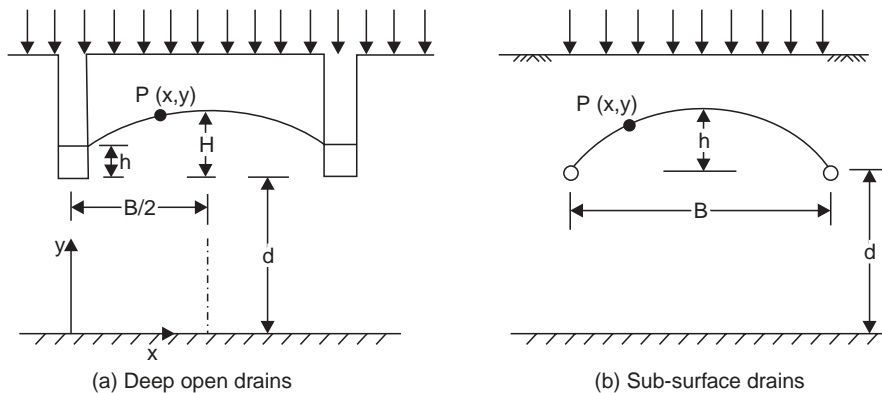 P (x,y)
h
H
B/2
y
d
x
(a) Deep open drains
P (x,y)
h
B
d
(b) Sub-surface drains